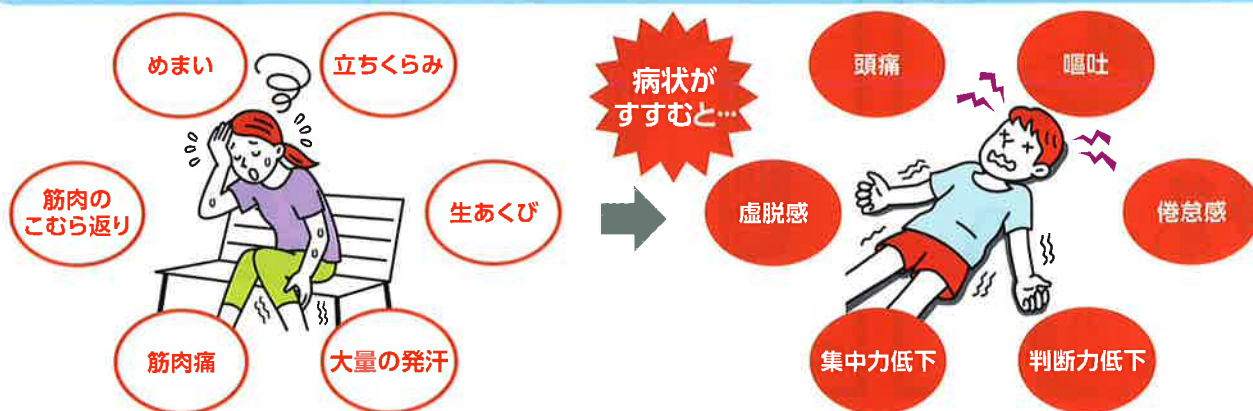 めまい
立ちくらみ
筋肉の
こむら返り
生あくび
筋肉痛
大量の発汗
病状が
すすむと…
頭痛
嘔吐
虚脱感
倦怠感
集中力低下
判断力低下